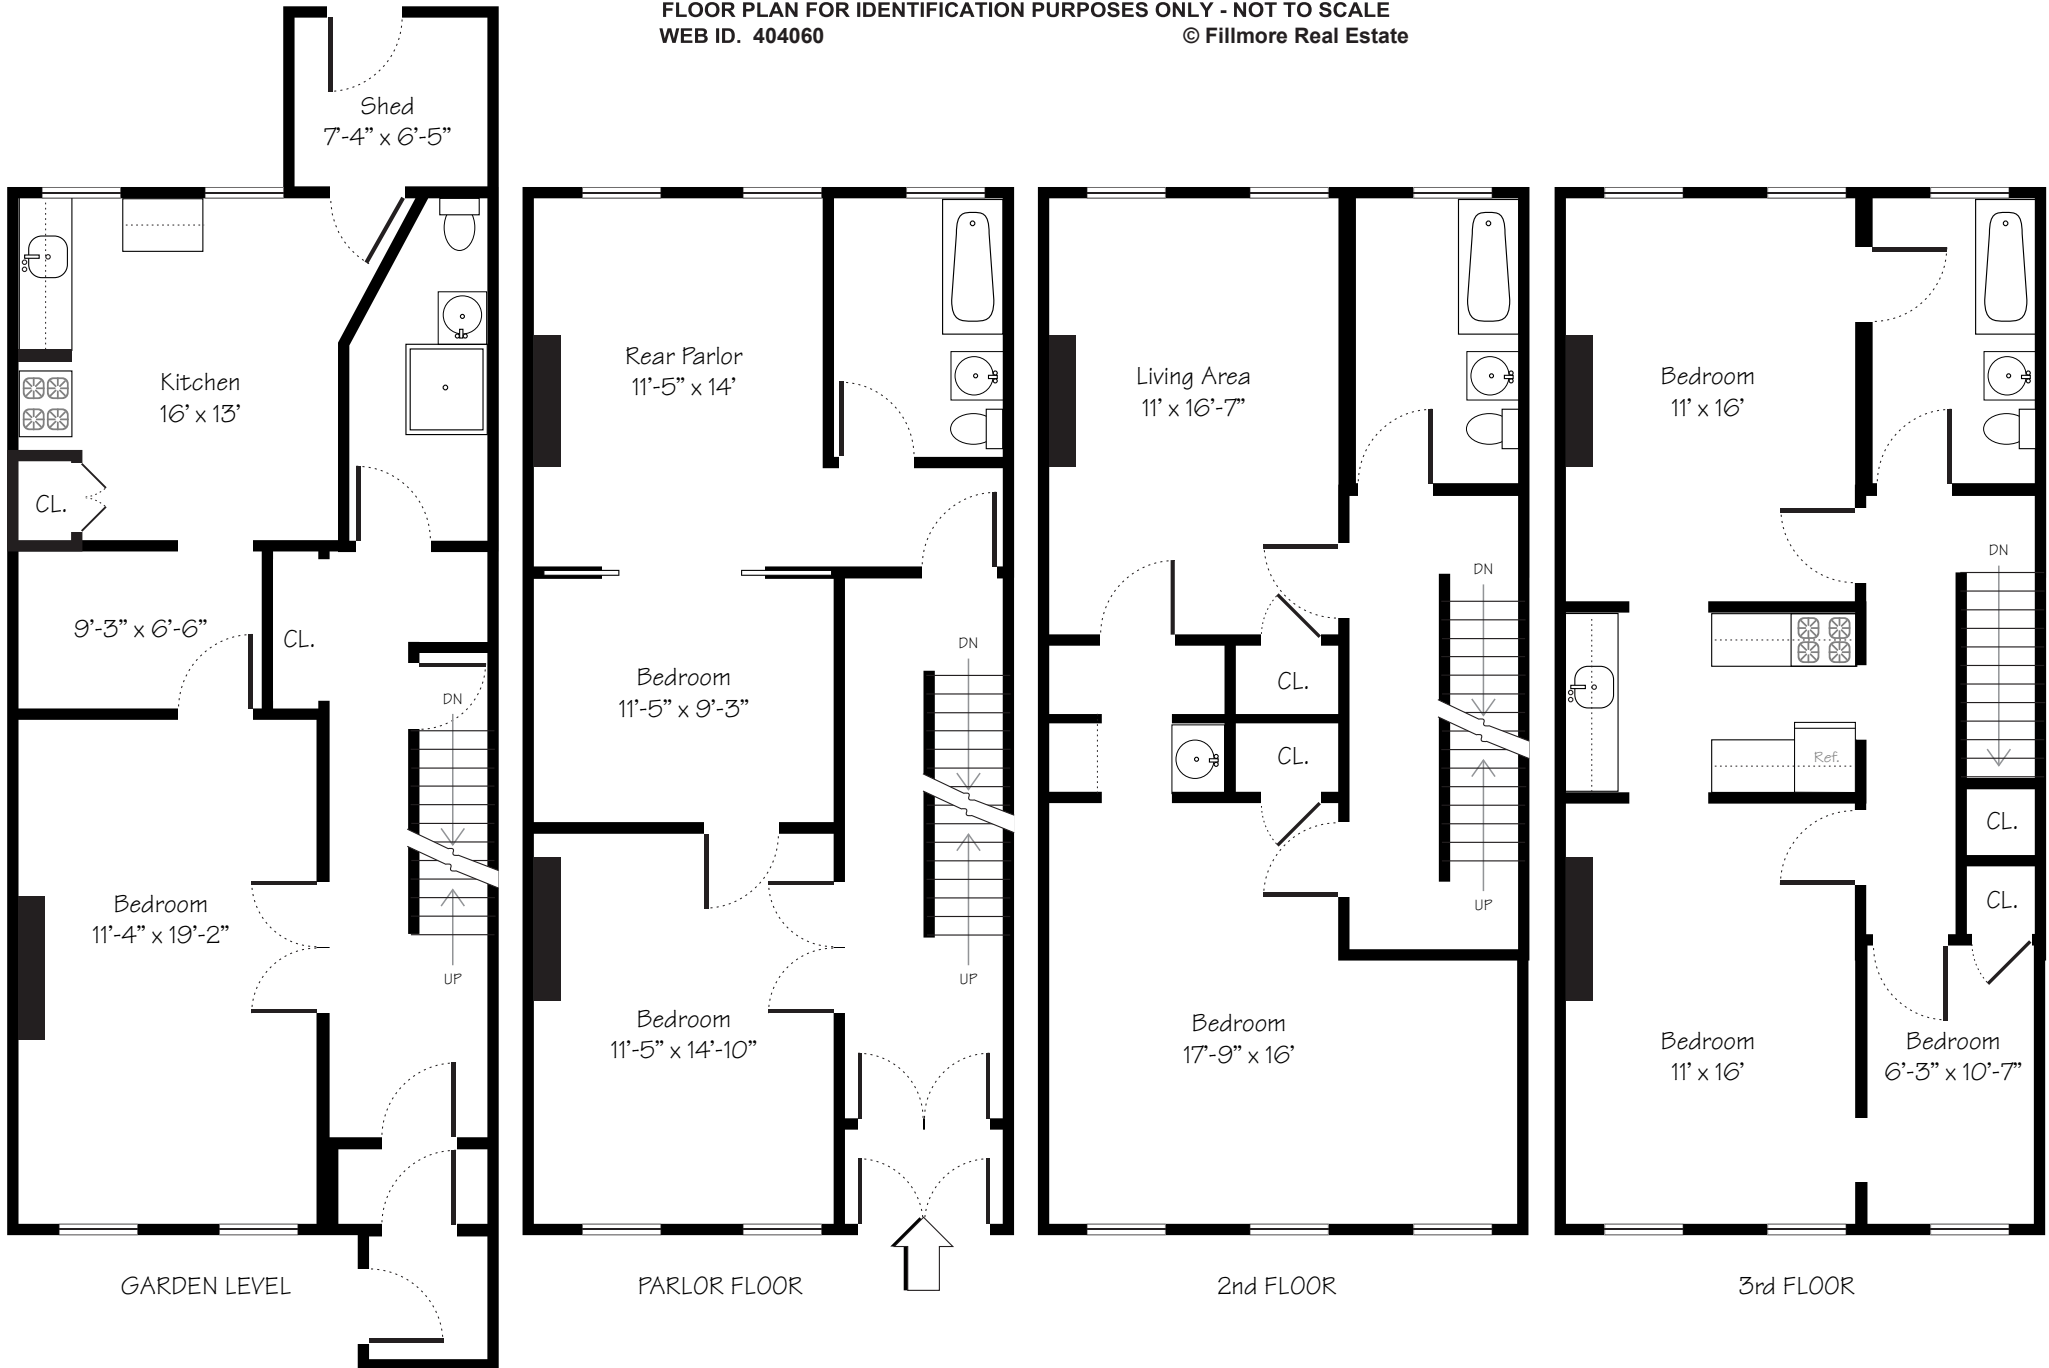 FLOOR PLAN FOR IDENTIFICATION PURPOSES ONLY - NOT TO SCALE
WEB ID. 404060 © Fillmore Real Estate
Shed
7'-4" x 6'-5"
Kitchen
16' x 13'
CL.
9'-3" x 6'-6"
CL.
DN
Bedroom
11'-4" x 19'-2"
UP
GARDEN LEVEL
Rear Parlor
11'-5" x 14'
Bedroom
11'-5" x 9'-3"
DN
UP
Bedroom
11'-5" x 14'-10"
PARLOR FLOOR
Living Area
11' x 16'-7"
DN
CL.
CL.
UP
Bedroom
17'-9" x 16'
2nd FLOOR
Bedroom
11' x 16'
DN
Ref.
CL.
CL.
Bedroom
11' x 16'
Bedroom
6'-3" x 10'-7"
3rd FLOOR